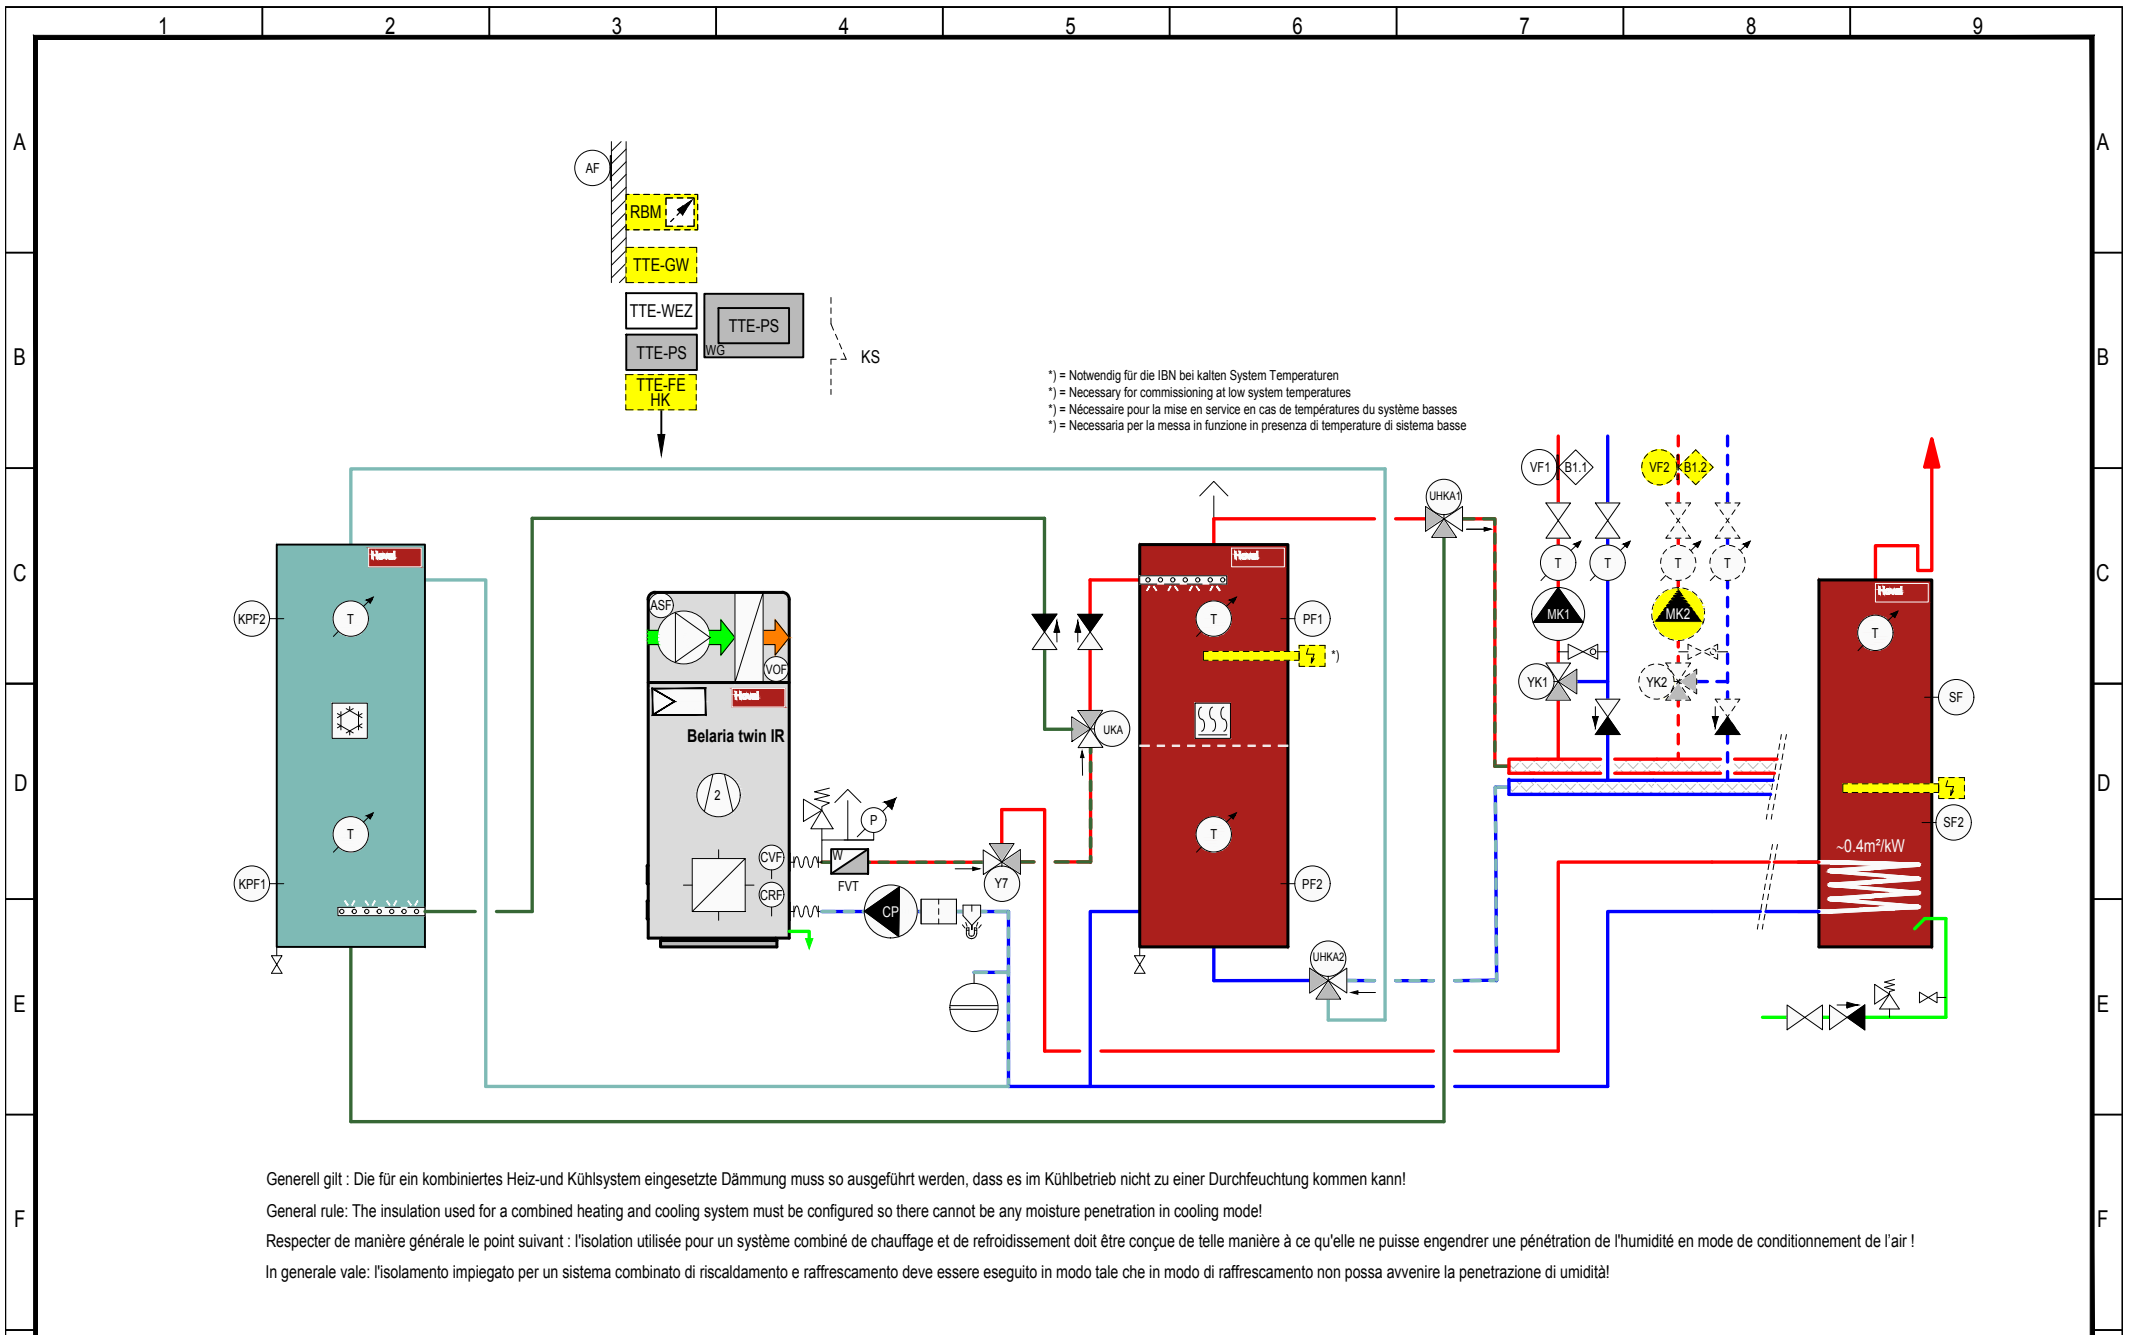 1 2 3 4 5 6 7 8 9
A A
AF
RBM
TTE-GW
B B
TTE-WEZ
TTE-PS
WG
TTE-PS
KS
TTE-FE
HK
*) = Notwendig für die IBN bei kalten System Temperaturen
*) = Necessary for commissioning at low system temperatures
*) = Nécessaire pour la mise en service en cas de températures du système basses
*) = Necessaria per la messa in funzione in presenza di temperature di sistema basse
VF1 B1.1 VF2 B1.2
UHKA1
C C
Hoval Hoval Hoval
T T T T
ASF
KPF2 T
T PF1
MK1 MK2
T
*)
VOF
YK1 YK2
SF
Hoval
Belaria twin IR
UKA
D D
2
P
SF2
KPF1 T
T
~0.4m²/kW
CVF W
FVT
Y7
PF2
CRF
CP
UHKA2
E E
F F
Generell gilt : Die für ein kombiniertes Heiz-und Kühlsystem eingesetzte Dämmung muss so ausgeführt werden, dass es im Kühlbetrieb nicht zu einer Durchfeuchtung kommen kann!
General rule: The insulation used for a combined heating and cooling system must be configured so there cannot be any moisture penetration in cooling mode!
Respecter de manière générale le point suivant : l'isolation utilisée pour un système combiné de chauffage et de refroidissement doit être conçue de telle manière à ce qu'elle ne puisse engendrer une pénétration de l'humidité en mode de conditionnement de l'air !
In generale vale: l'isolamento impiegato per un sistema combinato di riscaldamento e raffrescamento deve essere eseguito in modo tale che in modo di raffrescamento non possa avvenire la penetrazione di umidità!